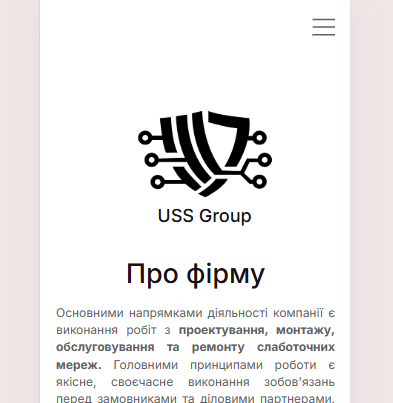 USS Group
Про фірму
Основними напрямками діяльності компанії є
виконання робіт з проектування, монтажу,
обслуговування та ремонту слаботочних
мереж. Головними принципами роботи є
якісне, своєчасне виконання зобов'язань
перед замовниками та діловими партнерами.